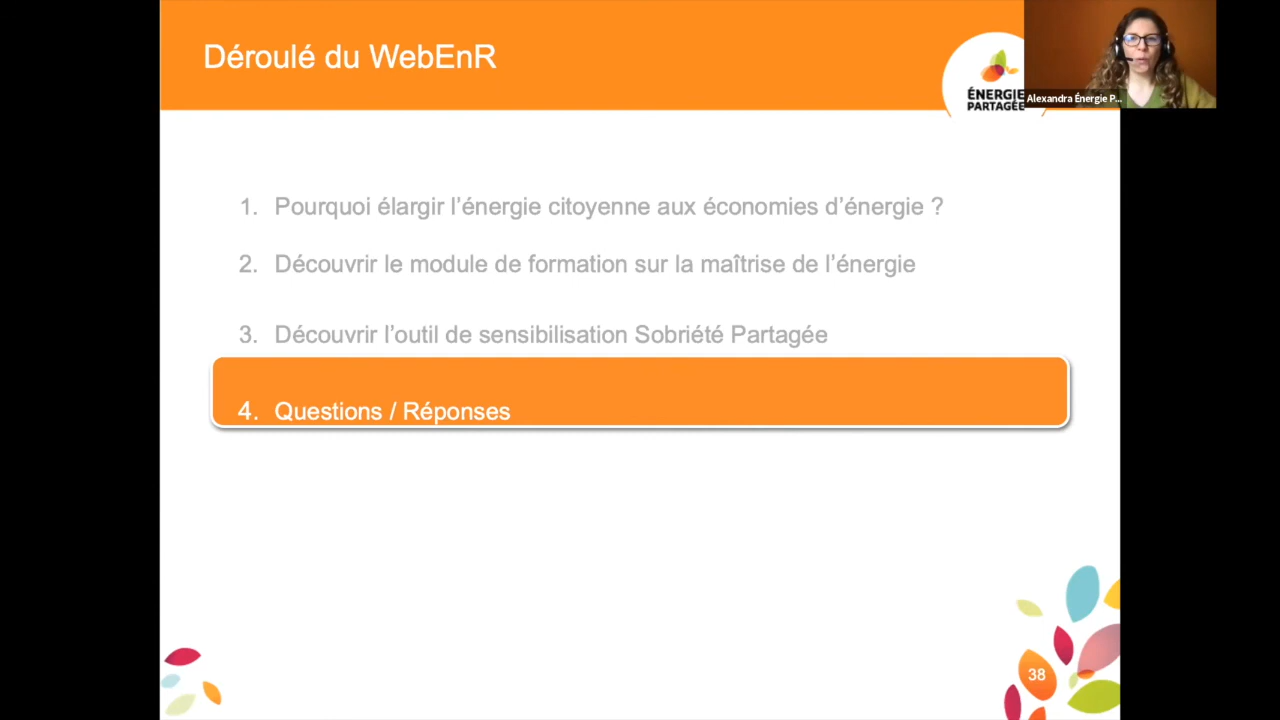 Déroulé du WebEnR
ÉNERGIE
PARTAGÉE
Alexandra Énergie P...
1. Pourquoi élargir l’énergie citoyenne aux économies d’énergie ?
2. Découvrir le module de formation sur la maîtrise de l’énergie
3. Découvrir l’outil de sensibilisation Sobriété Partagée
4. Questions / Réponses
38